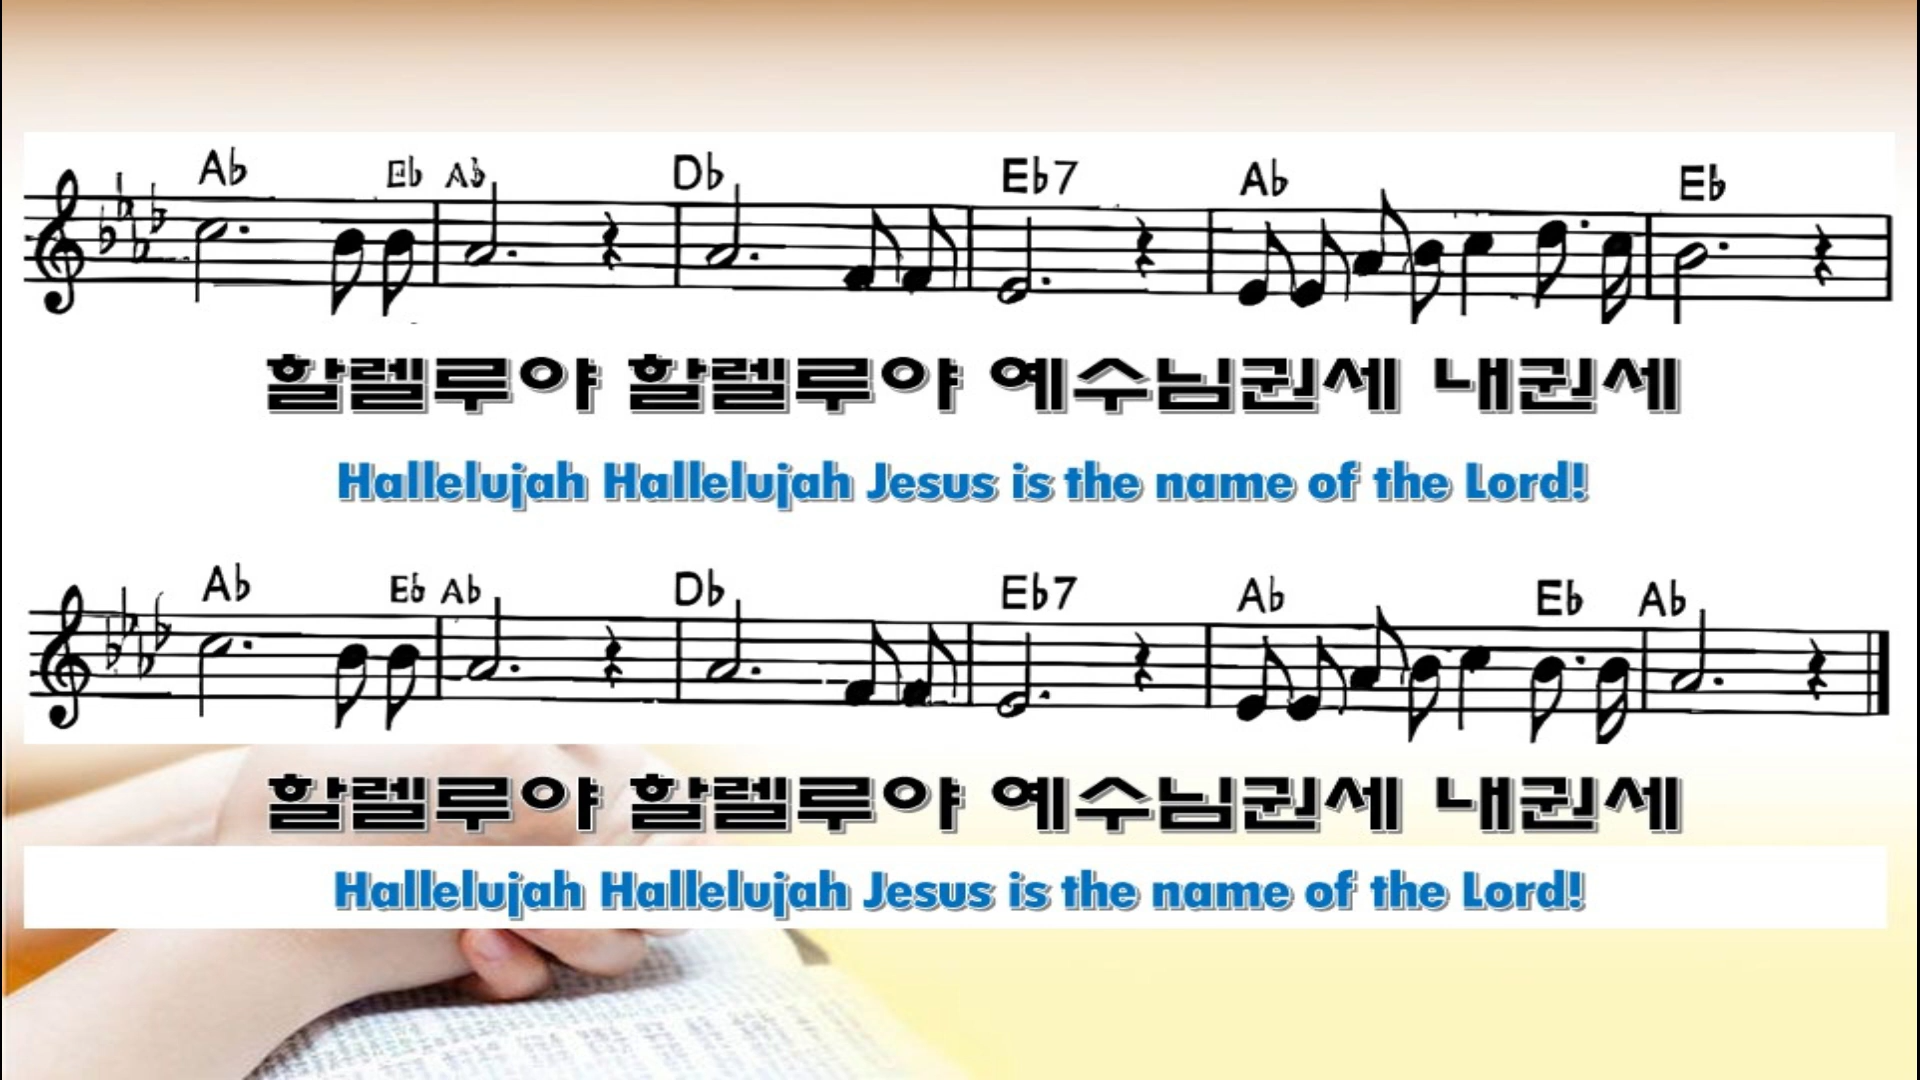 Ab Eb Ab Db Eb7 Ab Eb
할렐루야 할렐루야 예수님권세 내권세
Hallelujah Hallelujah Jesus is the name of the Lord!
Ab Eb Ab Db Eb7 Ab Eb Ab
할렐루야 할렐루야 예수님권세 내권세
Hallelujah Hallelujah Jesus is the name of the Lord!